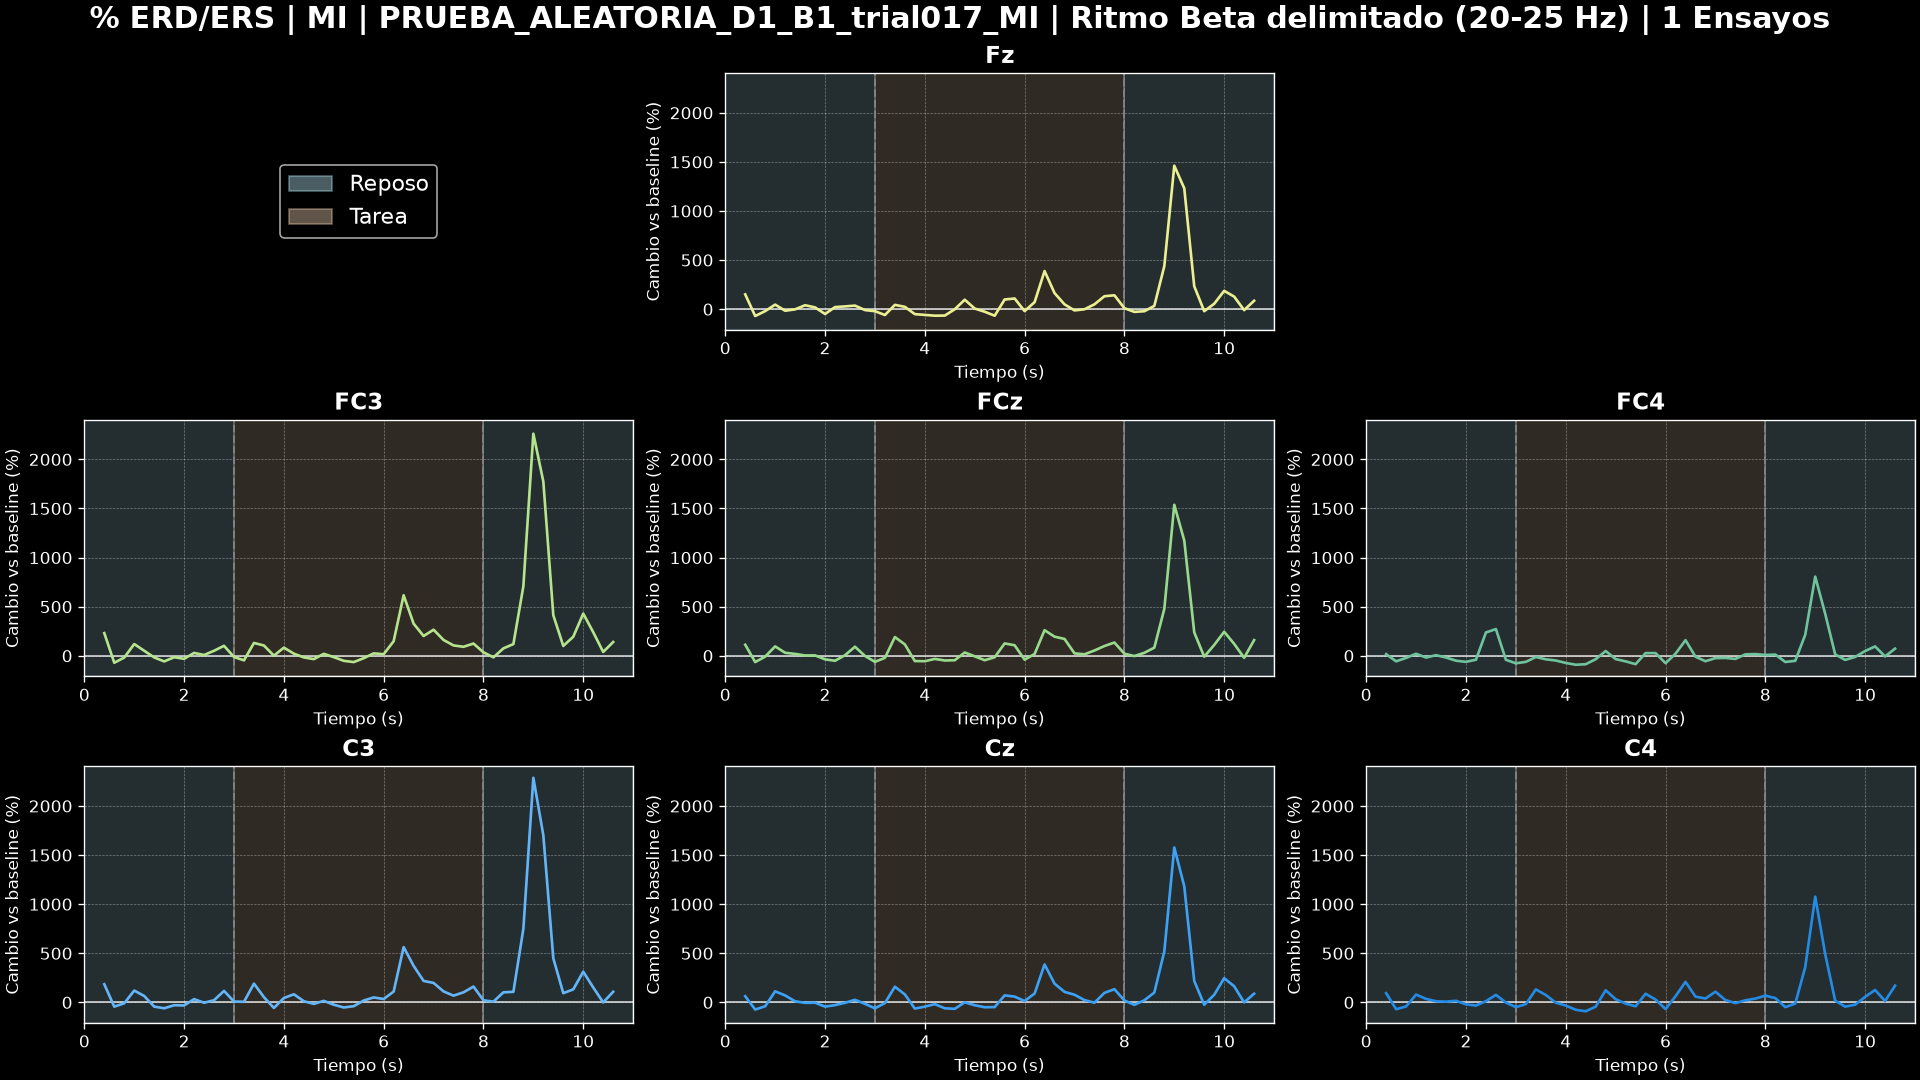 % ERD/ERS | MI | PRUEBA_ALEATORIA_D1_B1_trial017_MI | Ritmo Beta delimitado (20-25 Hz) | 1 Ensayos
Reposo
Tarea
Fz
Cambio vs baseline (%)
2000
1500
1000
500
0
0 2 4 6 8 10
Tiempo (s)
FC3
Cambio vs baseline (%)
2000
1500
1000
500
0
0 2 4 6 8 10
Tiempo (s)
FCz
Cambio vs baseline (%)
2000
1500
1000
500
0
0 2 4 6 8 10
Tiempo (s)
FC4
Cambio vs baseline (%)
2000
1500
1000
500
0
0 2 4 6 8 10
Tiempo (s)
C3
Cambio vs baseline (%)
2000
1500
1000
500
0
0 2 4 6 8 10
Tiempo (s)
Cz
Cambio vs baseline (%)
2000
1500
1000
500
0
0 2 4 6 8 10
Tiempo (s)
C4
Cambio vs baseline (%)
2000
1500
1000
500
0
0 2 4 6 8 10
Tiempo (s)